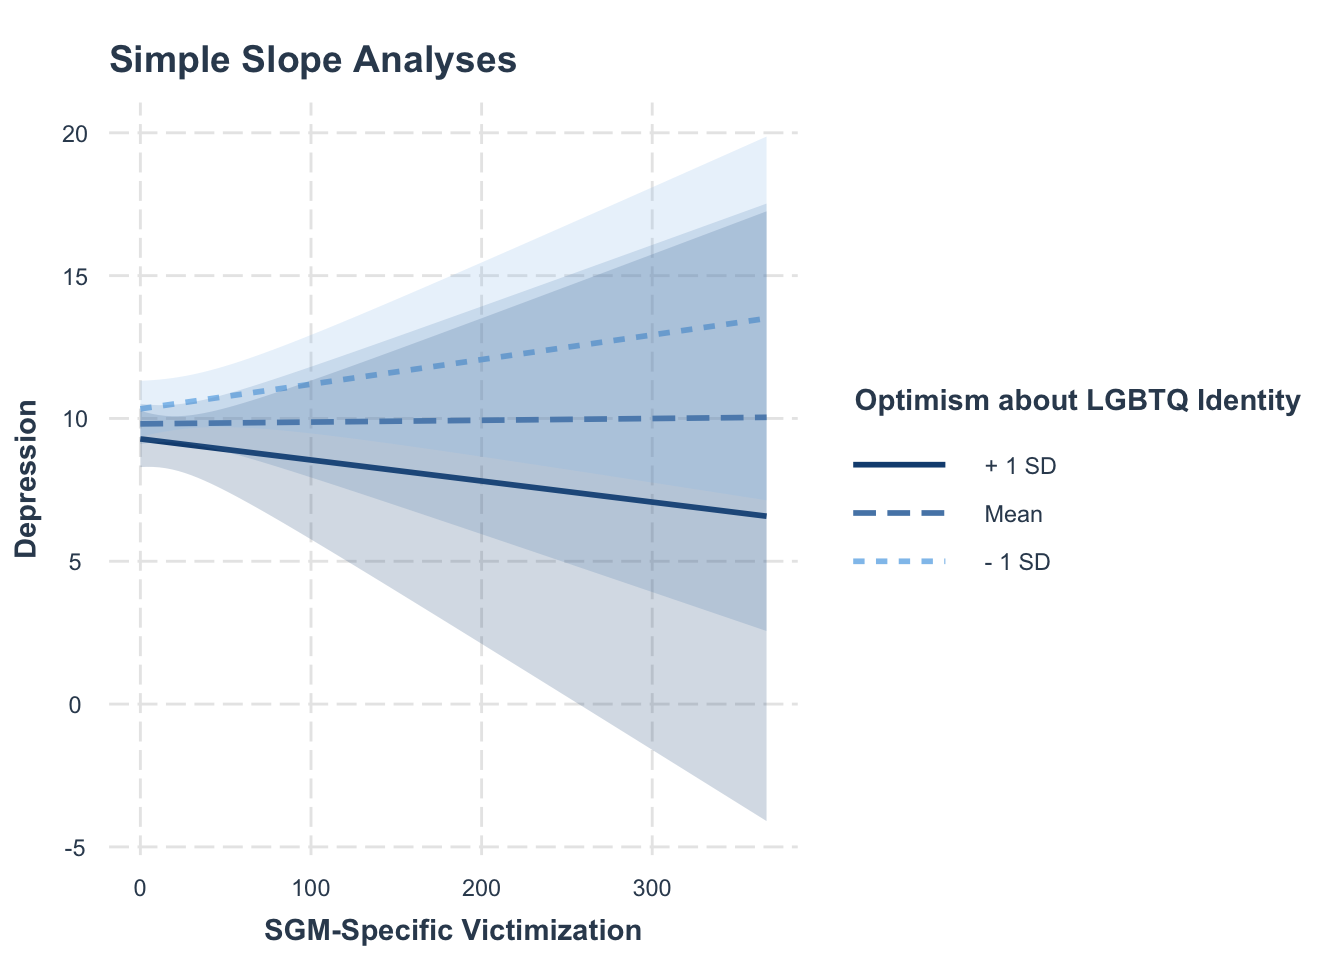 Simple Slope Analyses
20
15
10
5
0
-5
Depression
0 100 200 300
SGM-Specific Victimization
Optimism about LGBTQ Identity
+ 1 SD
Mean
- 1 SD